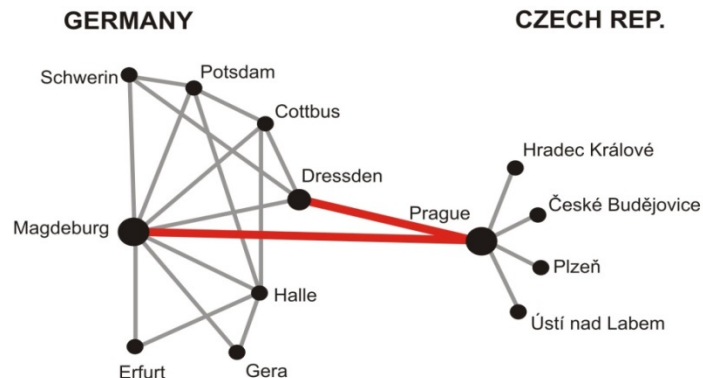 GERMANY
CZECH REP.
Schwerin
Potsdam
Cottbus
Dressden
Magdeburg
Halle
Erfurt
Gera
Prague
Hradec Králové
České Budějovice
Plzeň
Ústí nad Labem